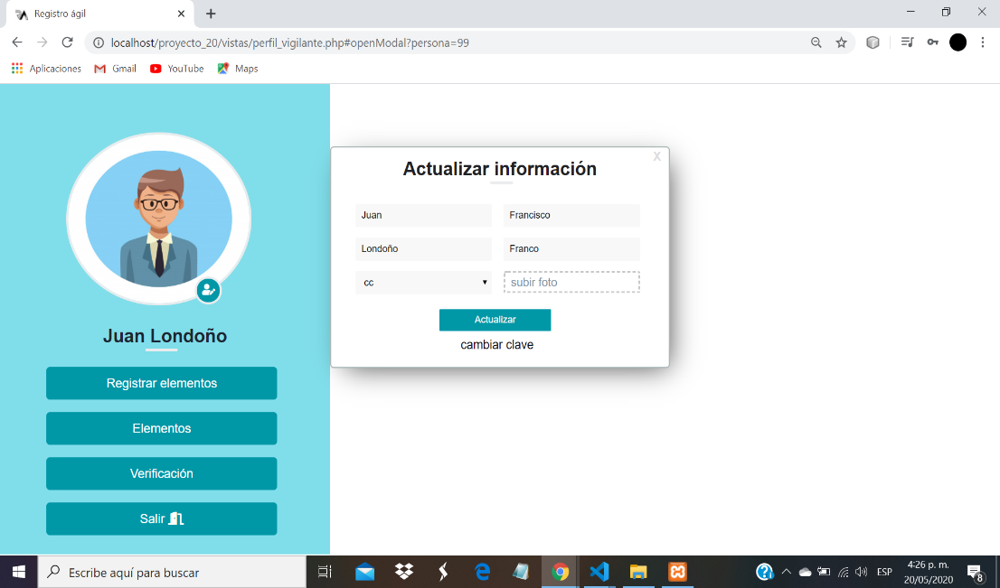 Registro ágil
localhost/proyecto_20/vistas/perfil_vigilante.php#openModal?persona=99
Aplicaciones Gmail YouTube Maps
X
Actualizar información
Juan Francisco
Londoño Franco
cc subir foto
Actualizar
cambiar clave
Juan Londoño
Registrar elementos
Elementos
Verificación
Salir
Escribe aquí para buscar
ESP
4:26 p. m.
20/05/2020
8